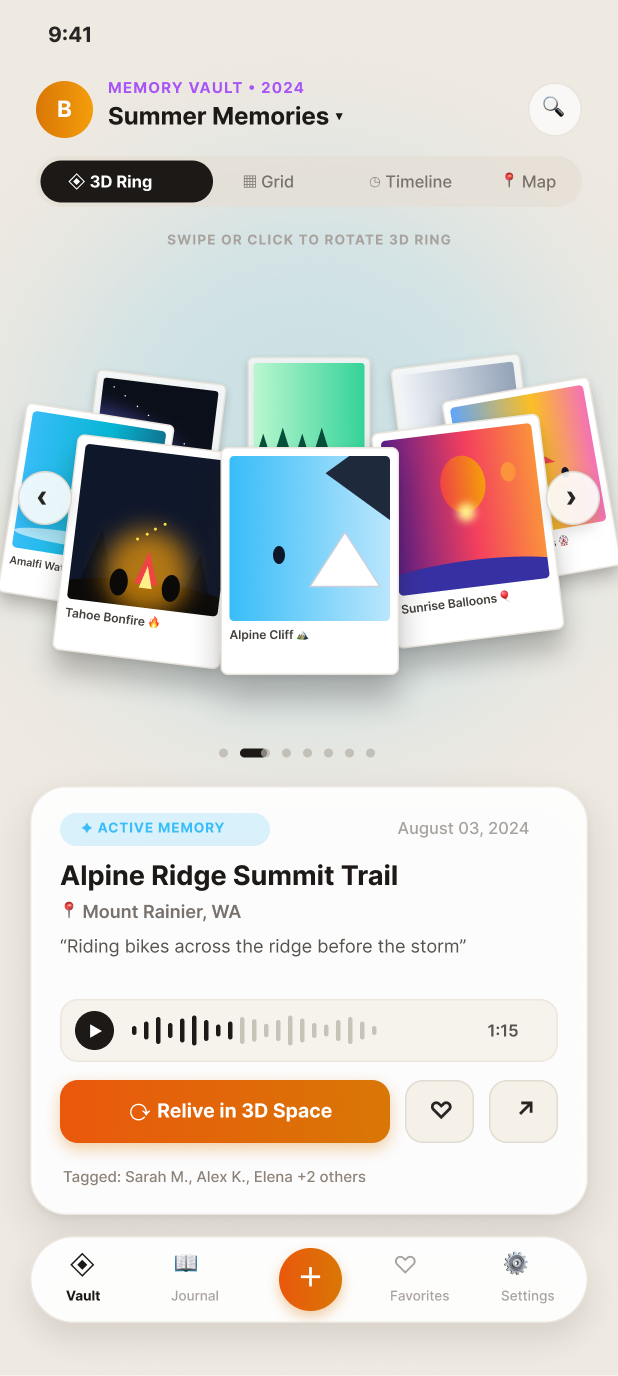 9:41
B
MEMORY VAULT • 2024
Summer Memories ▾
3D Ring
Grid
Timeline
Map
SWIPE OR CLICK TO ROTATE 3D RING
Amalfi Wat
Tahoe Bonfire 🔥
Alpine Cliff ⛰️
Sunrise Balloons 🎈
✦ ACTIVE MEMORY
August 03, 2024
Alpine Ridge Summit Trail
📍 Mount Rainier, WA
“Riding bikes across the ridge before the storm”
1:15
Relive in 3D Space
Tagged: Sarah M., Alex K., Elena +2 others
Vault
Journal
+
Favorites
Settings